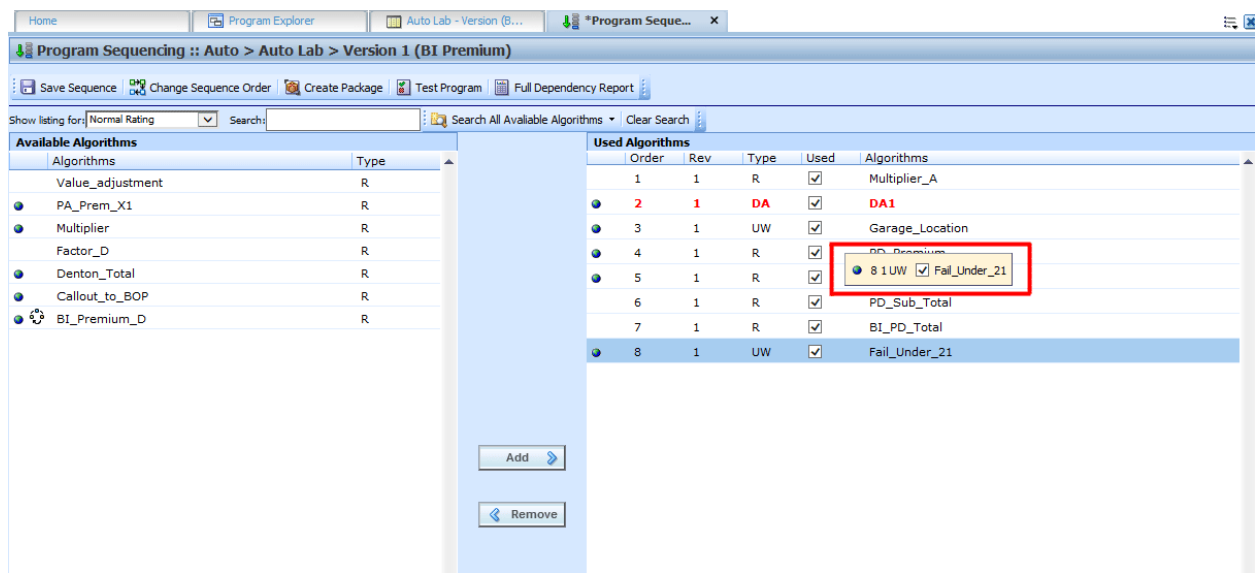 Home
Program Explorer
Auto Lab - Version (B...
*Program Seque... x
Program Sequencing :: Auto > Auto Lab > Version 1 (BI Premium)
Save Sequence
Change Sequence Order
Create Package
Test Program
Full Dependency Report
Show listing for: Normal Rating
Search:
Search All Avaliable Algorithms
Clear Search
Available Algorithms
Algorithms Type
Value_adjustment R
PA_Prem_X1 R
Multiplier R
Factor_D R
Denton_Total R
Callout_to_BOP R
BI_Premium_D R
Add
Remove
Used Algorithms
Order Rev Type Used Algorithms
1 1 R Multiplier_A
2 1 DA DA1
3 1 UW Garage_Location
4 1 R PD_Premium
5 1 R
8 1 UW Fail_Under_21
6 1 R PD_Sub_Total
7 1 R BI_PD_Total
8 1 UW Fail_Under_21